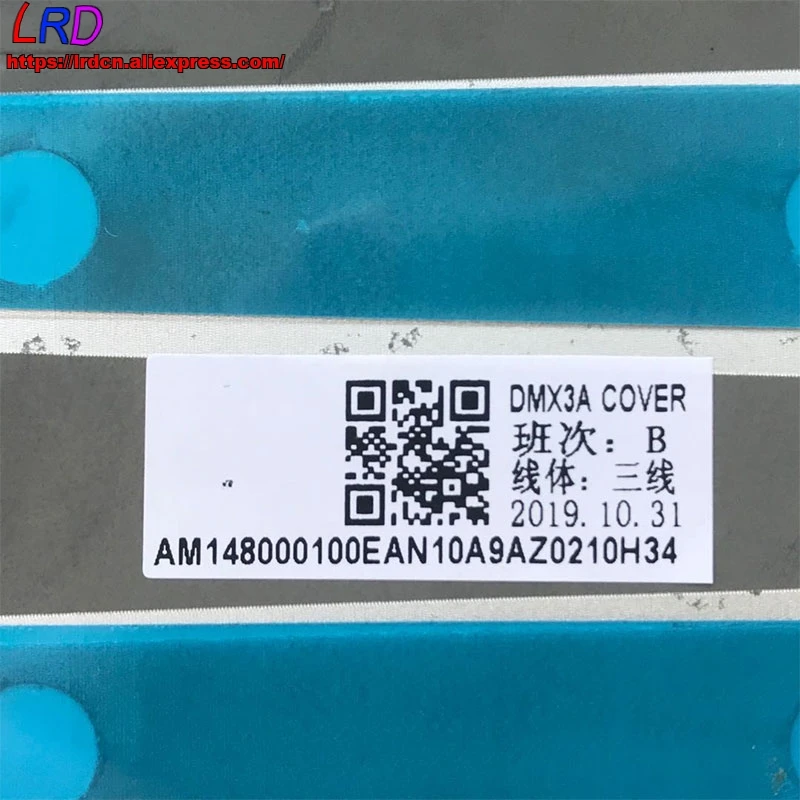 LRD
https://lrdcn.aliexpress.com/
DMX3A COVER
班次：B
线体：三线
2019.10.31
AM148000100EAN10A9AZ0210H34